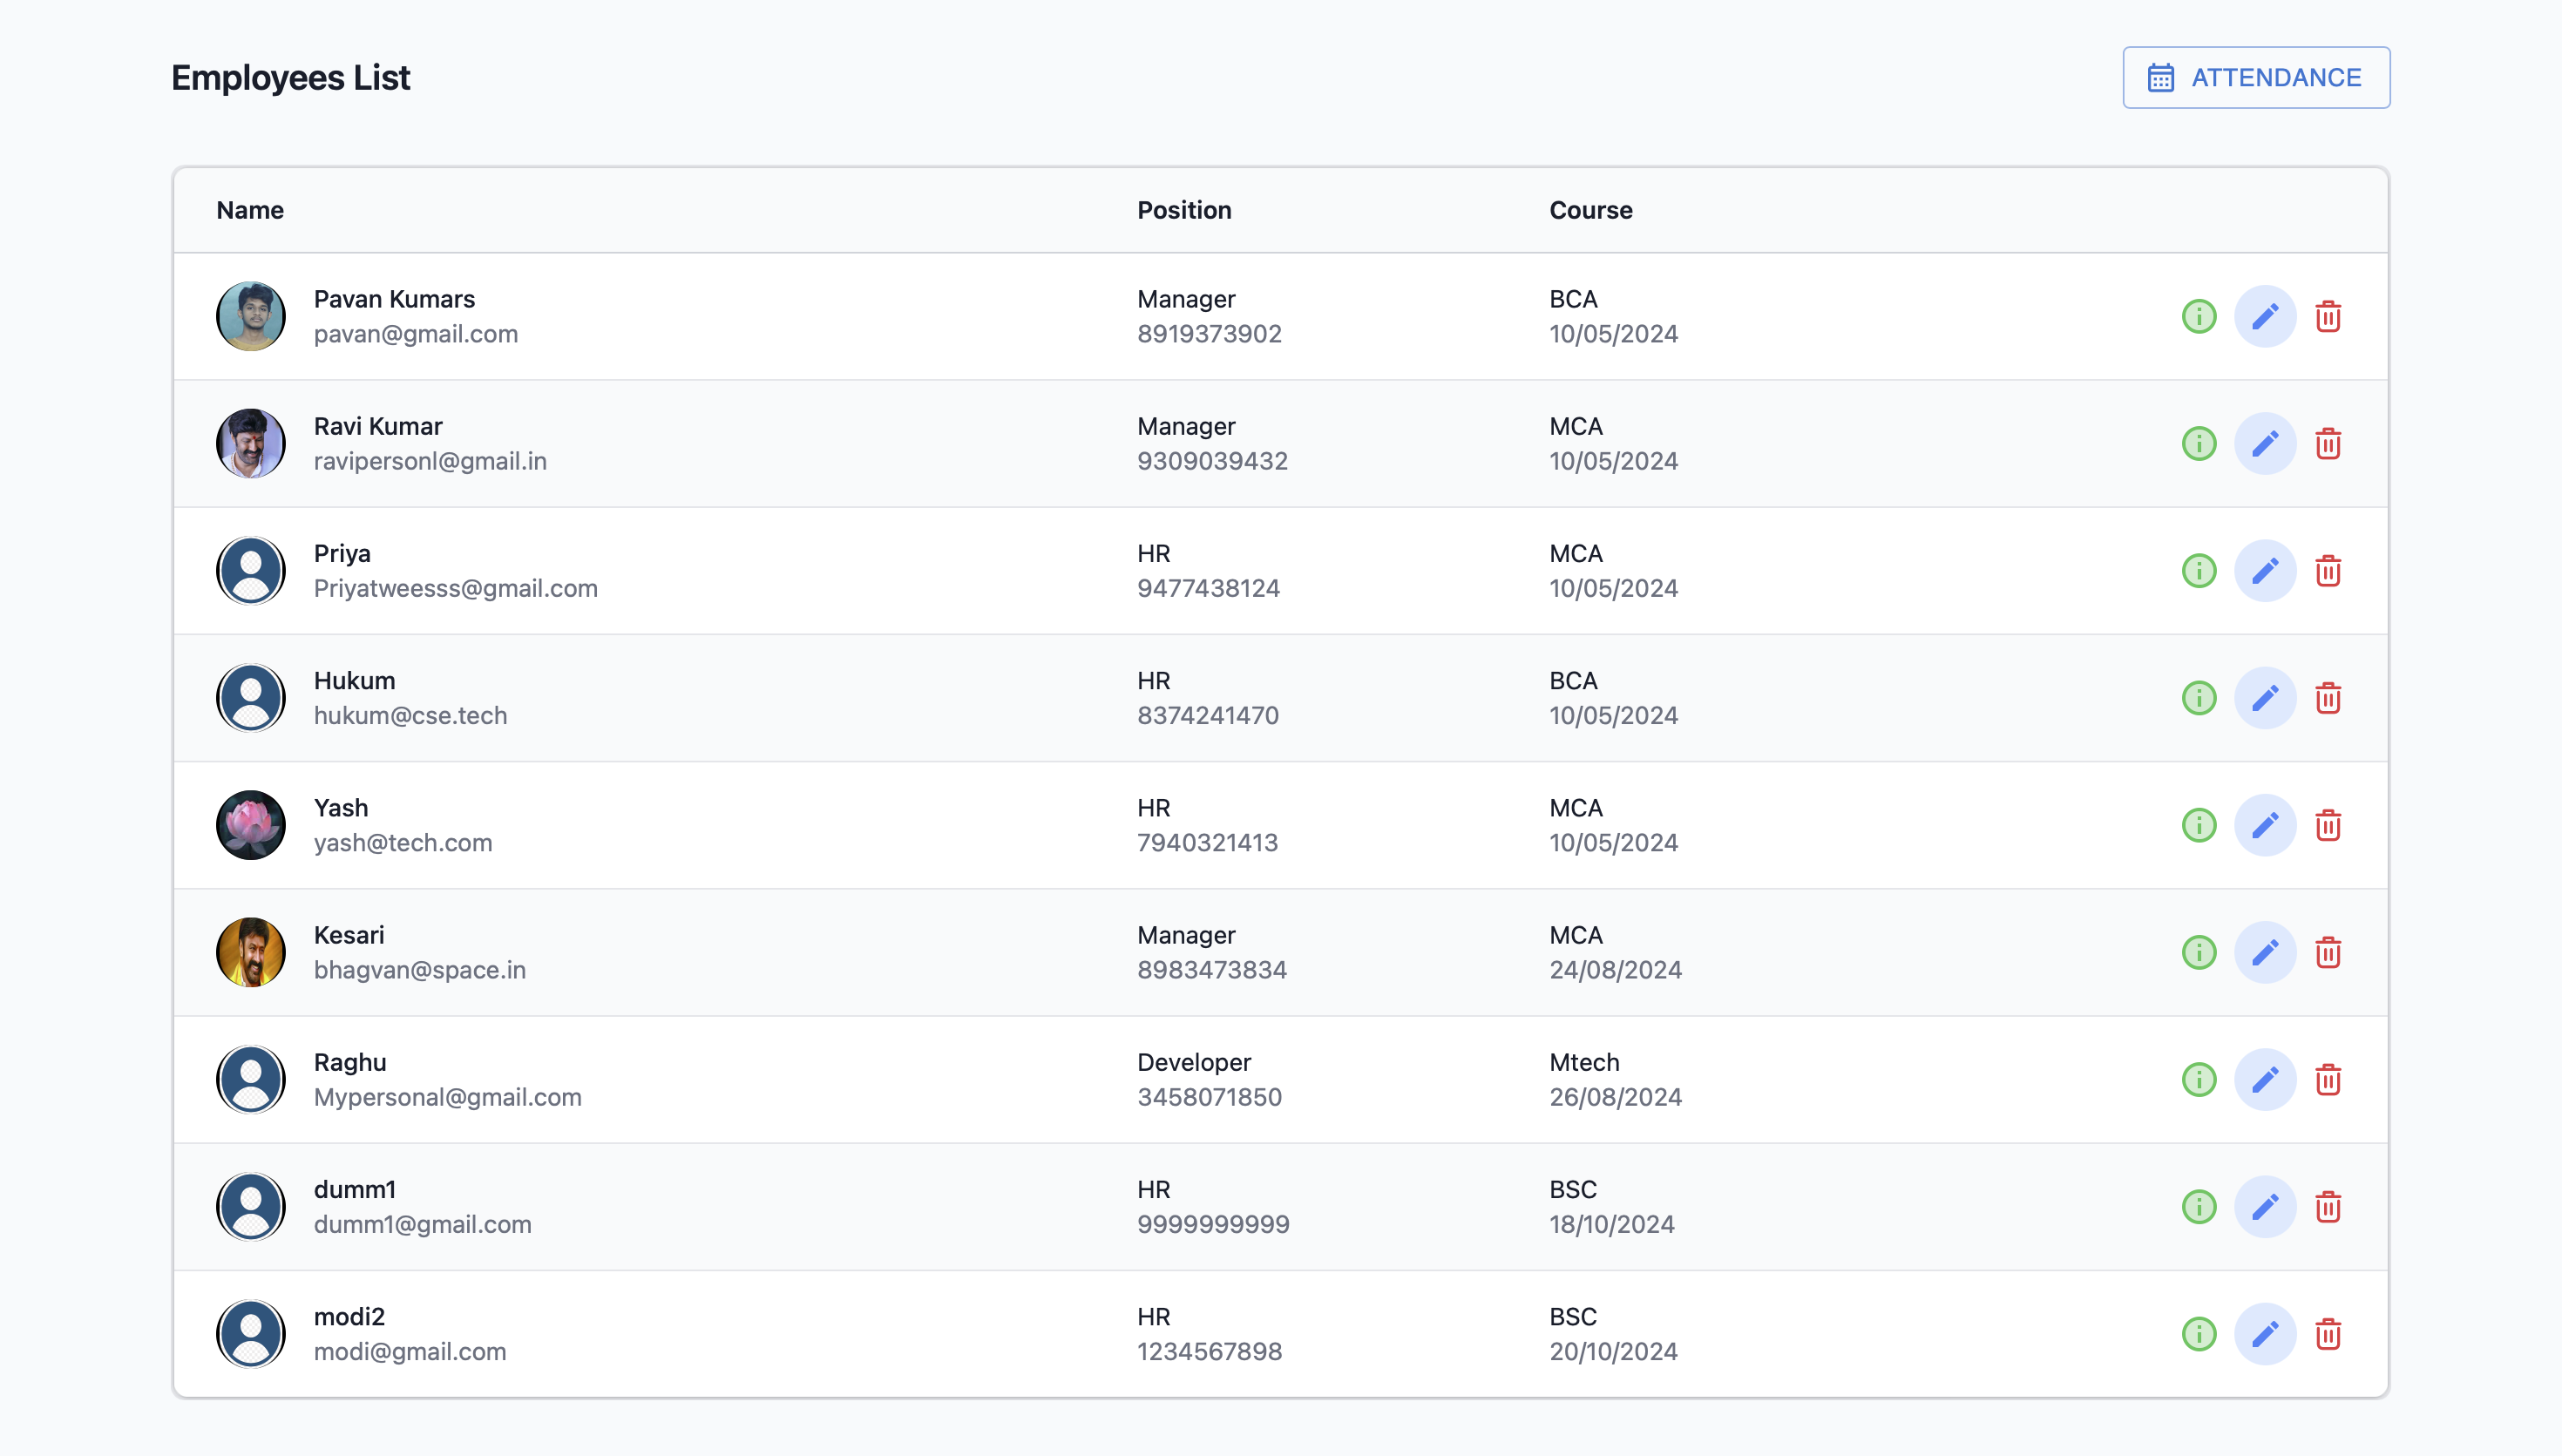 Employees List
ATTENDANCE
Name Position Course
Pavan Kumars Manager BCA
pavan@gmail.com 8919373902 10/05/2024
Ravi Kumar Manager MCA
ravipersonl@gmail.in 9309039432 10/05/2024
Priya HR MCA
Priyatweesss@gmail.com 9477438124 10/05/2024
Hukum HR BCA
hukum@cse.tech 8374241470 10/05/2024
Yash HR MCA
yash@tech.com 7940321413 10/05/2024
Kesari Manager MCA
bhagvan@space.in 8983473834 24/08/2024
Raghu Developer Mtech
Mypersonal@gmail.com 3458071850 26/08/2024
dumm1 HR BSC
dumm1@gmail.com 9999999999 18/10/2024
modi2 HR BSC
modi@gmail.com 1234567898 20/10/2024